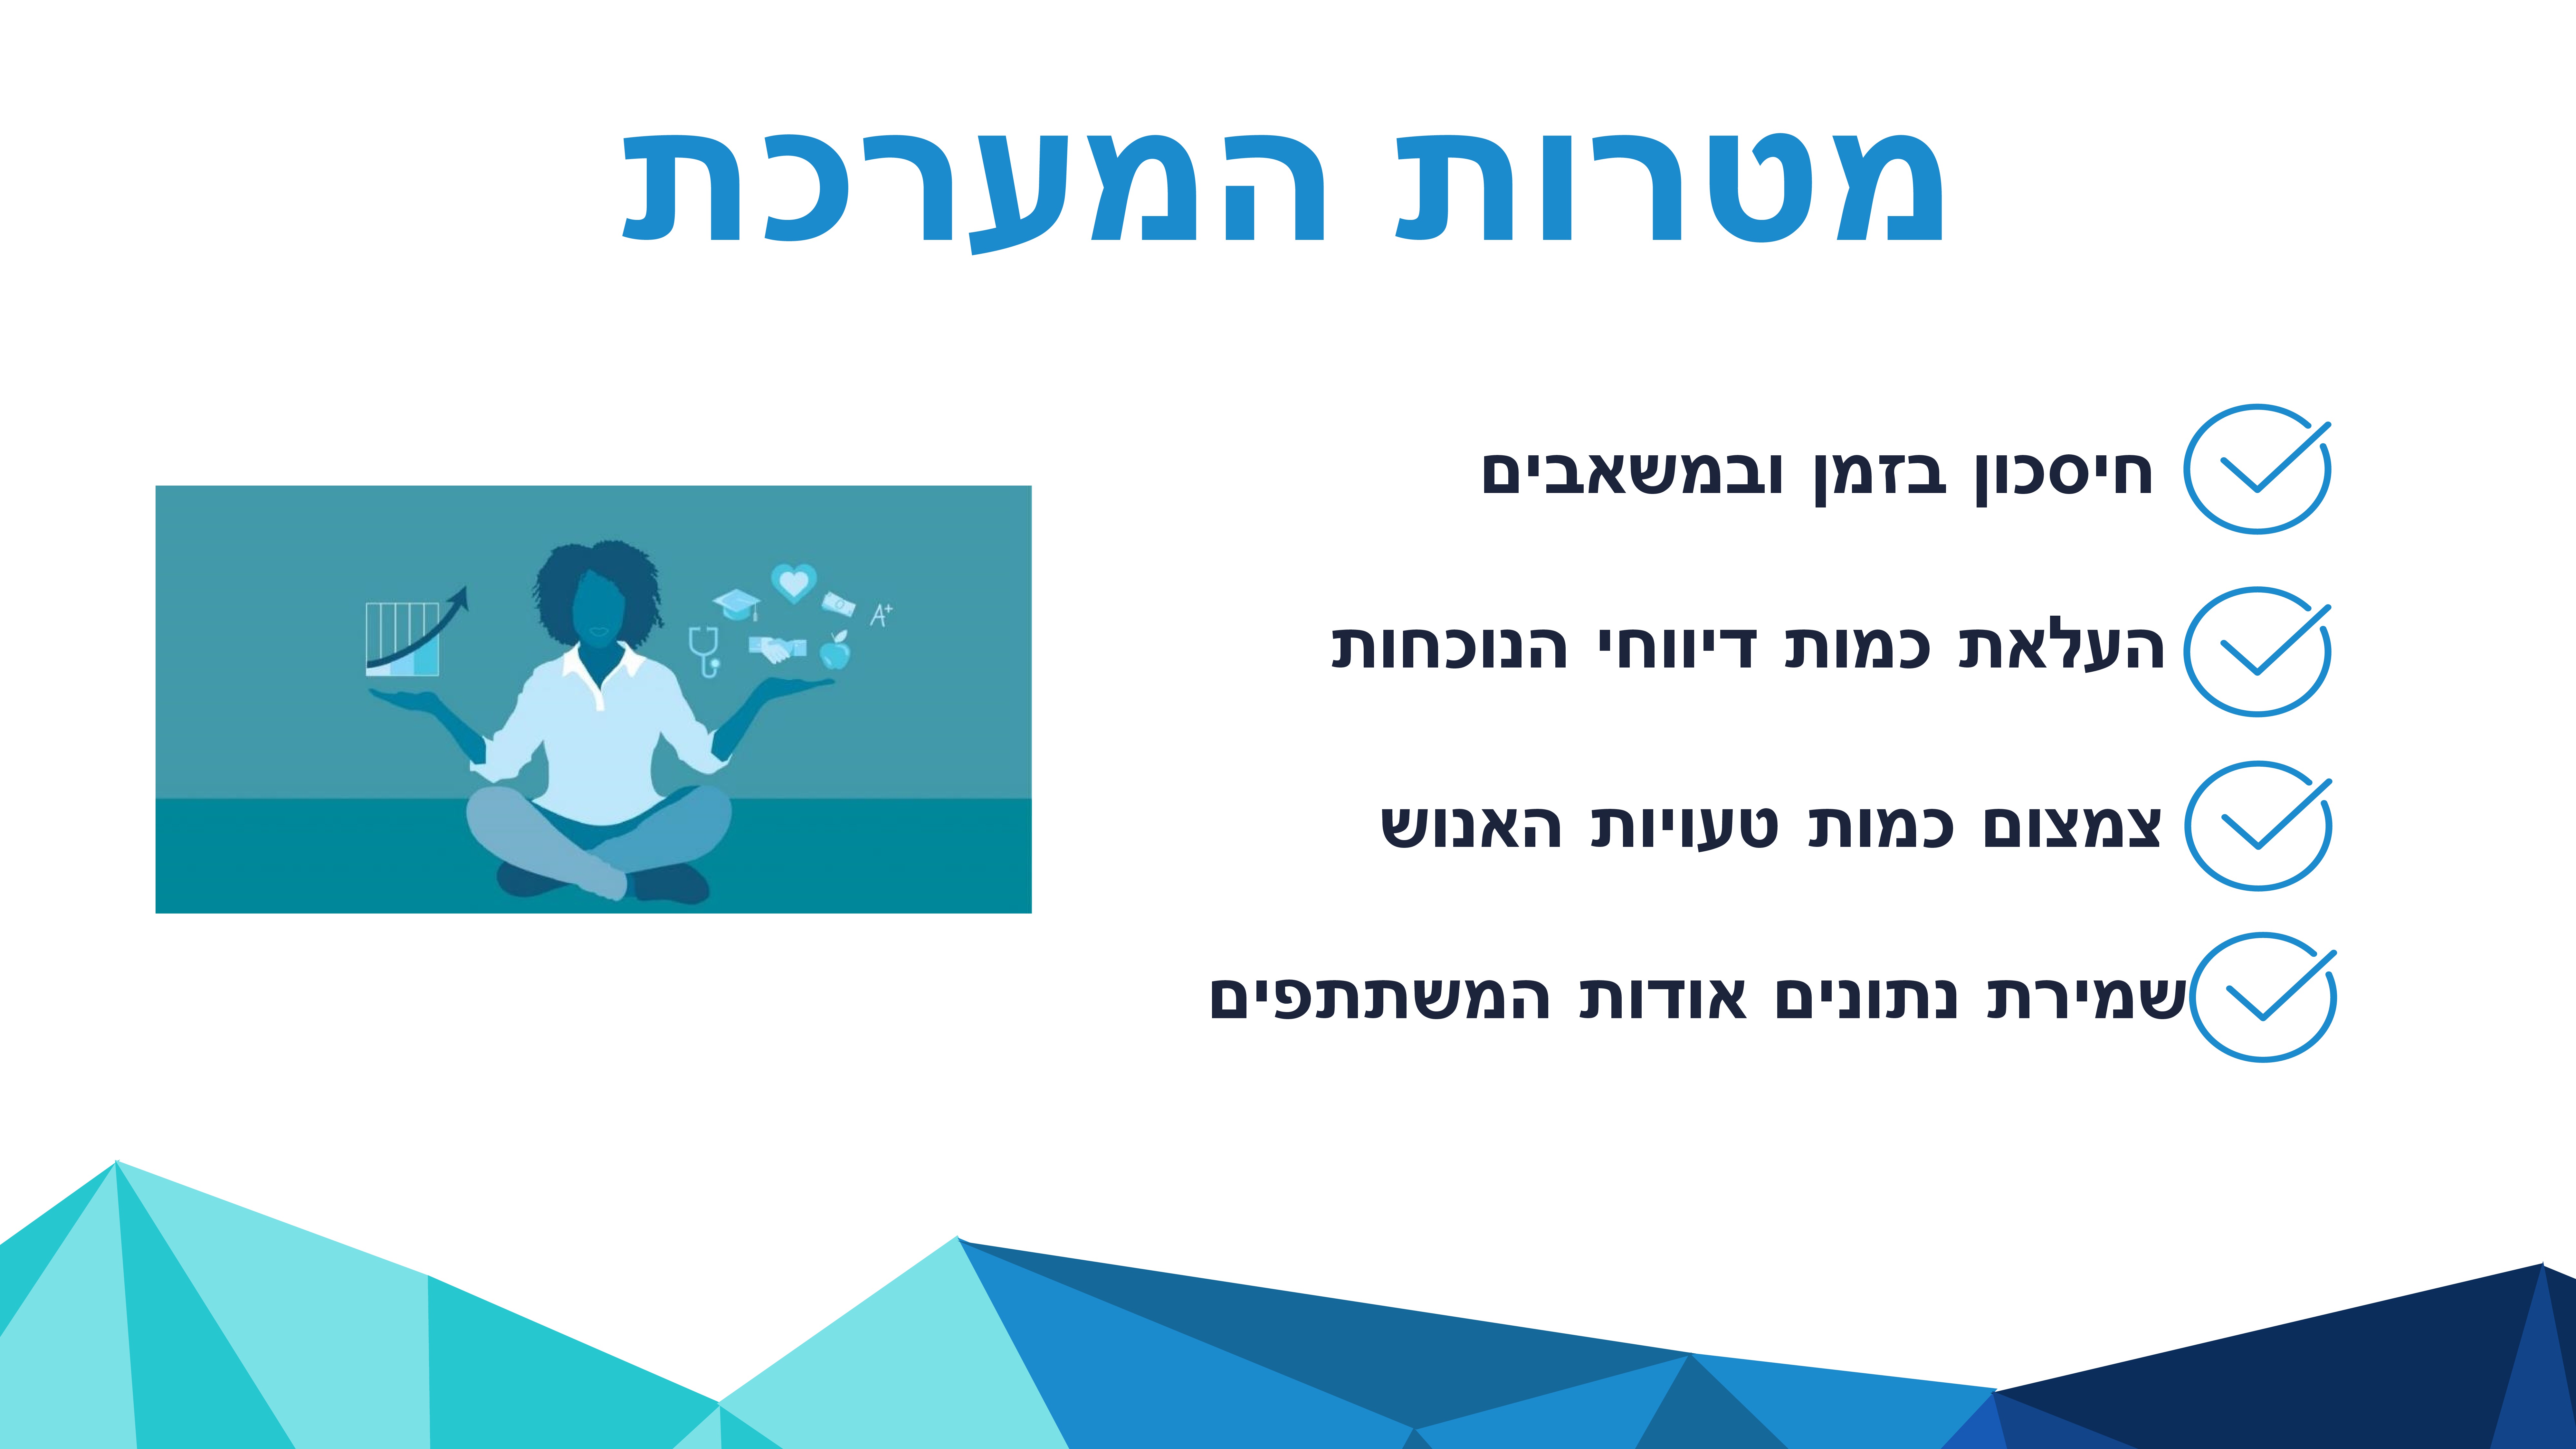 מטרות המערכת
חיסכון בזמן ובמשאבים
העלאת כמות דיווחי הנוכחות
צמצום כמות טעויות האנוש
שמירת נתונים אודות המשתתפים
A+